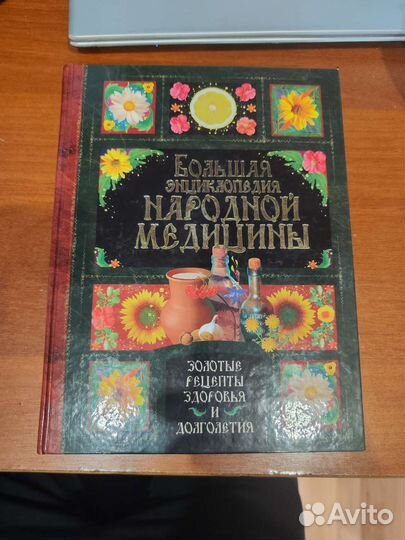 Большая
энциклопедия
народной
медицины
золотые
рецепты
здоровья
и
долголетия
Avito